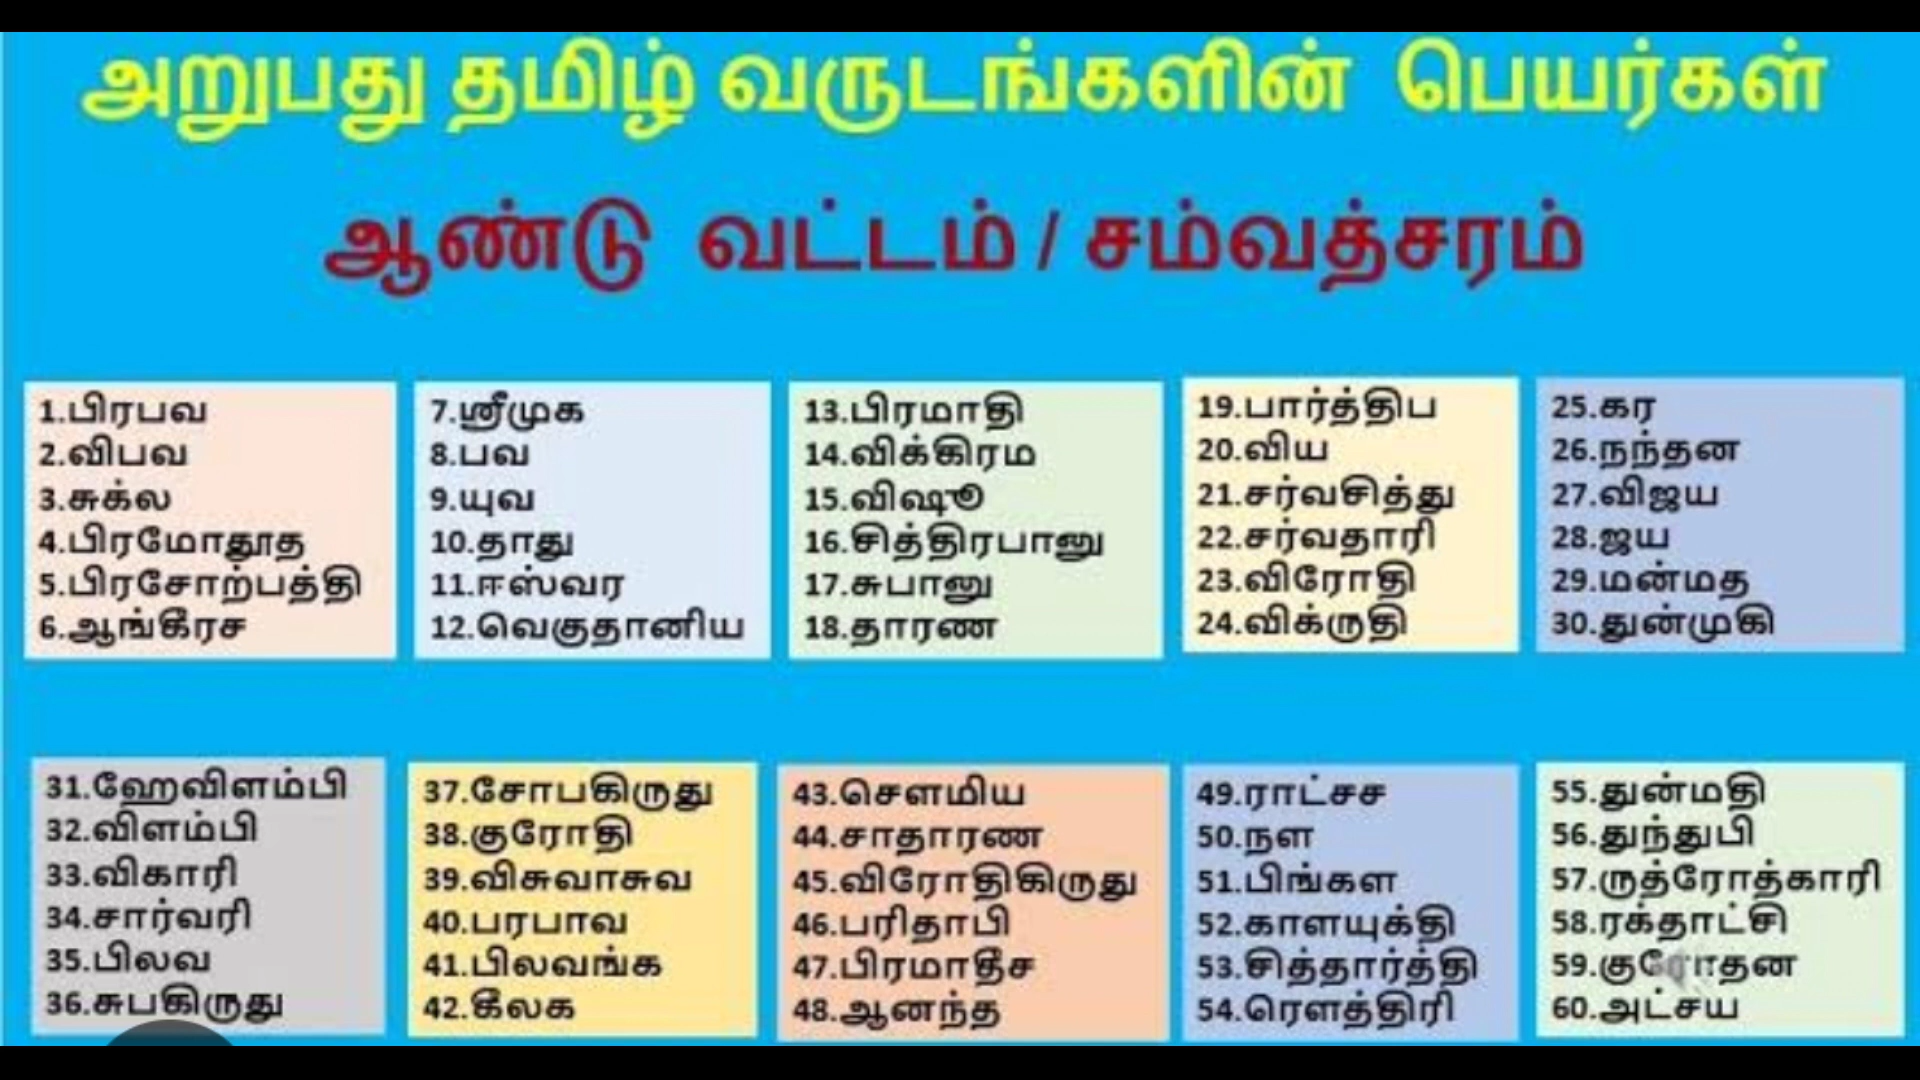 அறுபது தமிழ் வருடங்களின் பெயர்கள்
ஆண்டு வட்டம் / சம்வத்சரம்
1.பிரபவ
2.விபவ
3.சுக்ல
4.பிரமோதூத
5.பிரசோற்பத்தி
6.ஆங்கீரச
7.ஸ்ரீமுக
8.பவ
9.யுவ
10.தாது
11.ஈஸ்வர
12.வெகுதானிய
13.பிரமாதி
14.விக்கிரம
15.விஷூ
16.சித்திரபானு
17.சுபானு
18.தாரண
19.பார்த்திப
20.விய
21.சர்வசித்து
22.சர்வதாரி
23.விரோதி
24.விக்ருதி
25.கர
26.நந்தன
27.விஜய
28.ஜய
29.மன்மத
30.துன்முகி
31.ஹேவிளம்பி
32.விளம்பி
33.விகாரி
34.சார்வரி
35.பிலவ
36.சுபகிருது
37.சோபகிருது
38.குரோதி
39.விசுவாசுவ
40.பரபாவ
41.பிலவங்க
42.கீலக
43.சௌமிய
44.சாதாரண
45.விரோதிகிருது
46.பரிதாபி
47.பிரமாதீச
48.ஆனந்த
49.ராட்சச
50.நள
51.பிங்கள
52.காளயுக்தி
53.சித்தார்த்தி
54.ரௌத்திரி
55.துன்மதி
56.துந்துபி
57.ருத்ரோத்காரி
58.ரக்தாட்சி
59.குரோதன
60.அட்சய